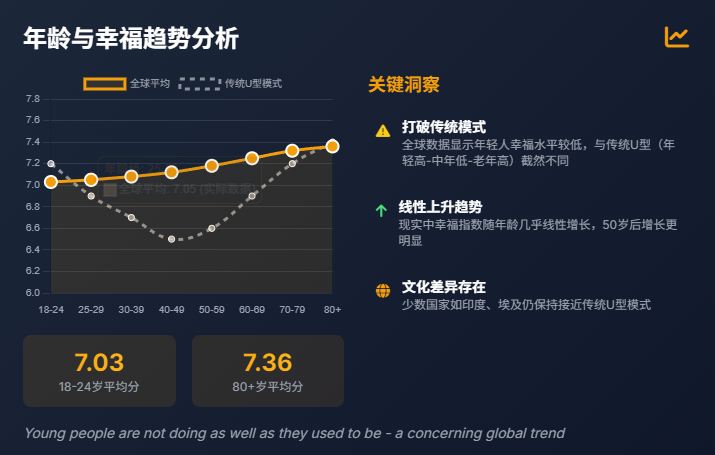 年龄与幸福趋势分析
全球平均 传统U型模式
7.8
7.6
7.4
7.2
7.0
6.8
6.6
6.4
6.2
6.0
18-24 25-29 30-39 40-49 50-59 60-69 70-79 80+
全球平均: 7.05 (实际数据)
7.03
18-24岁平均分
7.36
80+岁平均分
关键洞察
打破传统模式
全球数据显示年轻人幸福水平较低，与传统U型（年
轻高-中年低-老年高）截然不同
线性上升趋势
现实中幸福指数随年龄几乎线性增长，50岁后增长更
明显
文化差异存在
少数国家如印度、埃及仍保持接近传统U型模式
Young people are not doing as well as they used to be - a concerning global trend